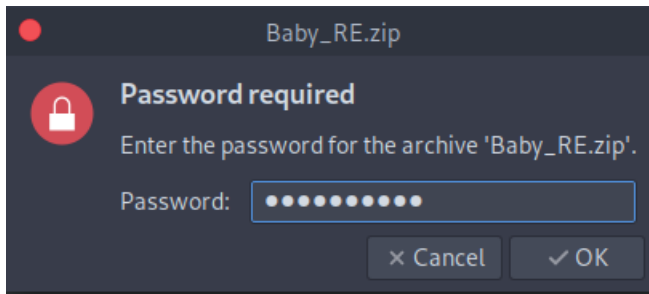 Baby_RE.zip
Password required
Enter the password for the archive 'Baby_RE.zip'.
Password: ●●●●●●●●●●
× Cancel ✓ OK